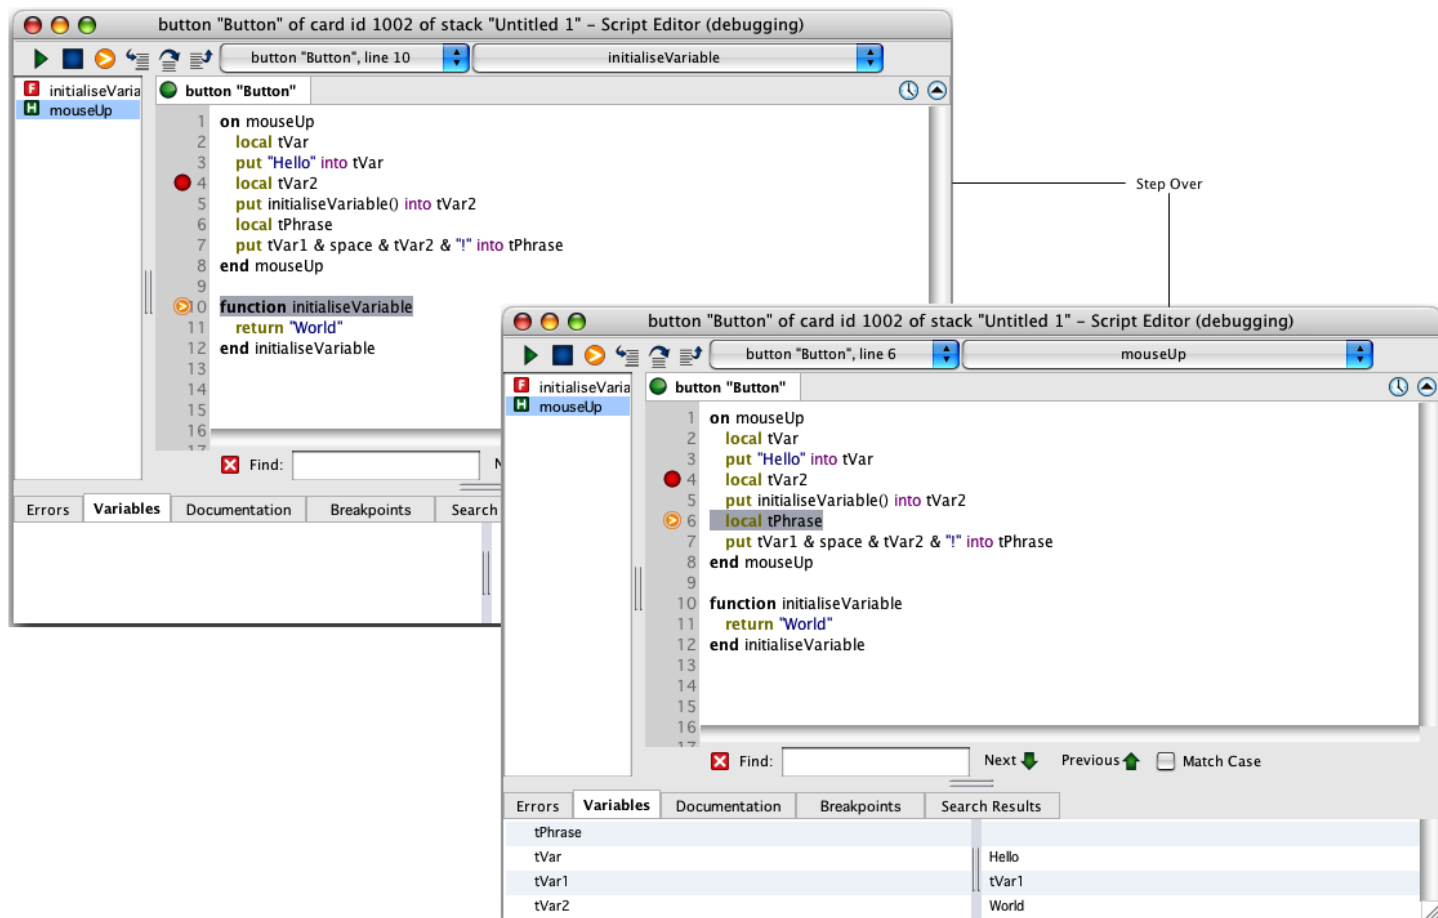 button "Button" of card id 1002 of stack "Untitled 1" – Script Editor (debugging)
button "Button", line 10 initialiseVariable
F initialiseVaria
H mouseUp
button "Button"
1 on mouseUp
2 local tVar
3 put "Hello" into tVar
4 local tVar2
5 put initialiseVariable() into tVar2
6 local tPhrase
7 put tVar1 & space & tVar2 & "!" into tPhrase
8 end mouseUp
9
10 function initialiseVariable
11 return "World"
12 end initialiseVariable
13
14
15
16
17
Find: N
Errors Variables Documentation Breakpoints Search
Step Over
button "Button" of card id 1002 of stack "Untitled 1" – Script Editor (debugging)
button "Button", line 6 mouseUp
F initialiseVaria
H mouseUp
button "Button"
1 on mouseUp
2 local tVar
3 put "Hello" into tVar
4 local tVar2
5 put initialiseVariable() into tVar2
6 local tPhrase
7 put tVar1 & space & tVar2 & "!" into tPhrase
8 end mouseUp
9
10 function initialiseVariable
11 return "World"
12 end initialiseVariable
13
14
15
16
17
Find: Next Previous Match Case
Errors Variables Documentation Breakpoints Search Results
tPhrase
tVar Hello
tVar1 tVar1
tVar2 World